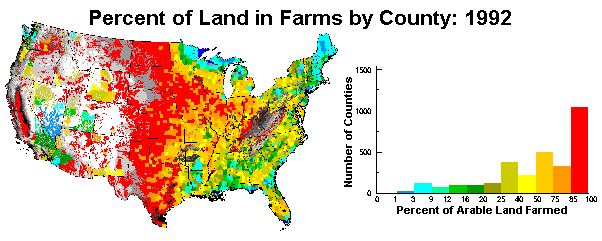 Percent of Land in Farms by County: 1992
Number of Counties
1500
1000
500
0
0 1 3 9 12 16 20 25 40 50 75 85 100
Percent of Arable Land Farmed